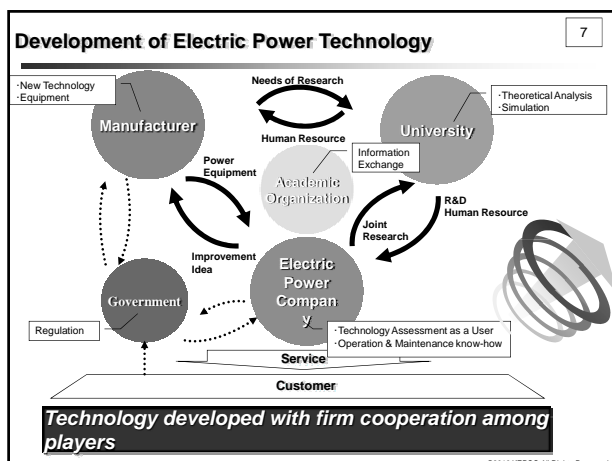 Development of Electric Power Technology
7
Needs of Research
・New Technology
・Equipment
・Theoretical Analysis
・Simulation
Manufacturer
University
Human Resource
Information
Exchange
Power
Equipment
Academic
Organization
R&D
Human Resource
Joint
Research
Improvement
Idea
Electric
Power
Compan
y
Government
Regulation
・Technology Assessment as a User
・Operation & Maintenance know-how
Service
Customer
Technology developed with firm cooperation among
players